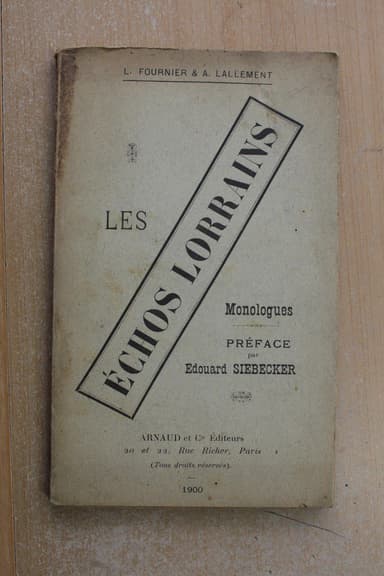 L. FOURNIER & A. LALLEMENT
LES
ÉCHOS LORRAINS
Monologues
PRÉFACE
par
Edouard SIEBECKER
ARNAUD et Cie Éditeurs
20 et 22, Rue Richer, Paris
(Tous droits réservés).
1900